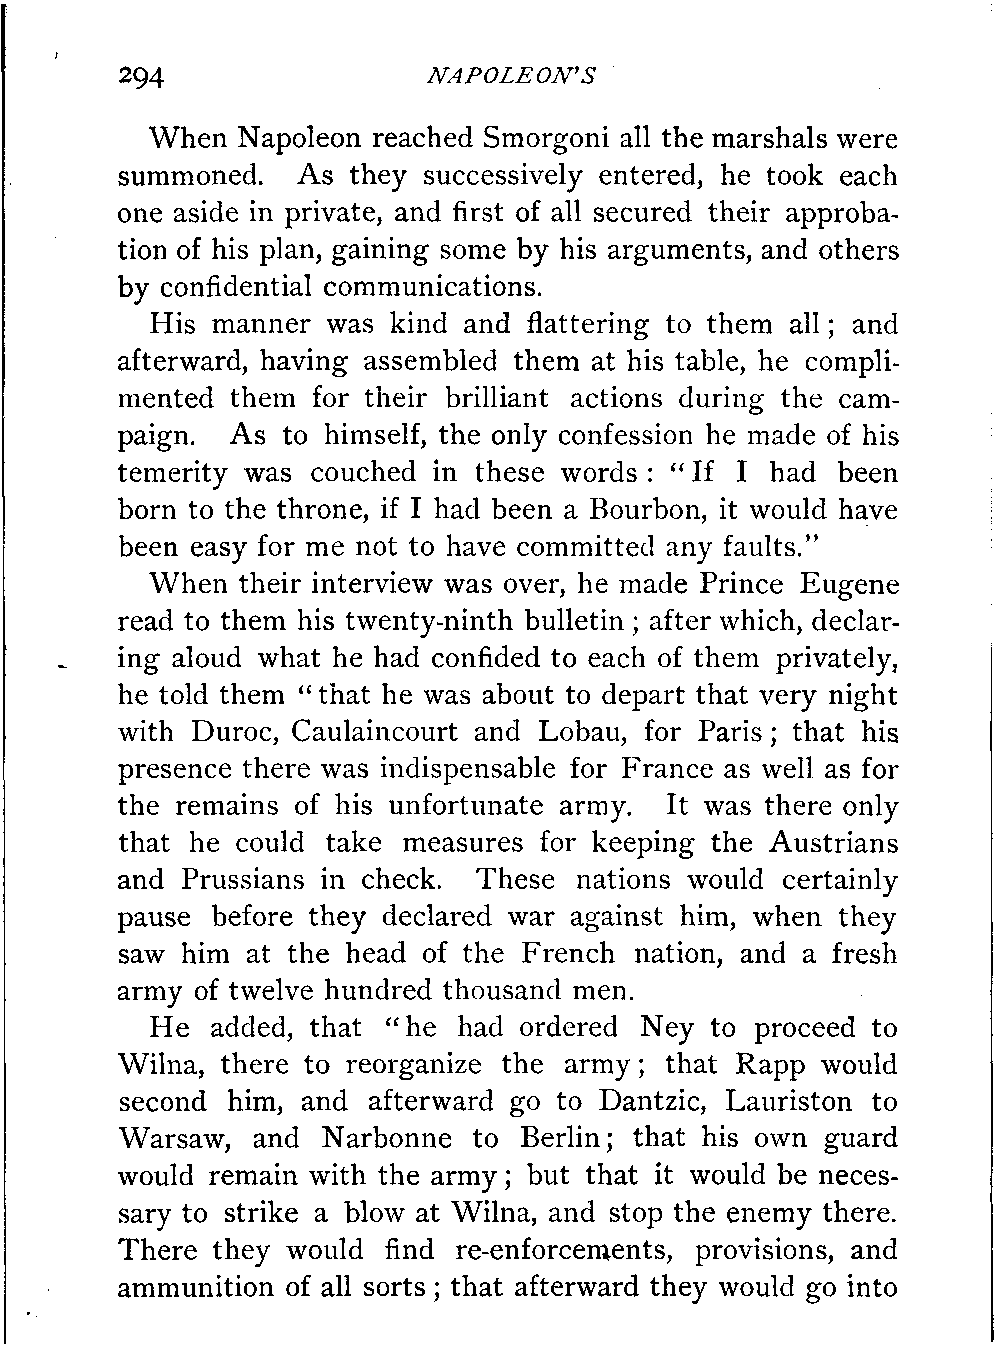 294 NAPOLEON'S
When Napoleon reached Smorgoni all the marshals were
summoned. As they successively entered, he took each
one aside in private, and first of all secured their approba-
tion of his plan, gaining some by his arguments, and others
by confidential communications.
His manner was kind and flattering to them all; and
afterward, having assembled them at his table, he compli-
mented them for their brilliant actions during the cam-
paign. As to himself, the only confession he made of his
temerity was couched in these words: "If I had been
born to the throne, if I had been a Bourbon, it would have
been easy for me not to have committed any faults."
When their interview was over, he made Prince Eugene
read to them his twenty-ninth bulletin; after which, declar-
ing aloud what he had confided to each of them privately,
he told them "that he was about to depart that very night
with Duroc, Caulaincourt and Lobau, for Paris; that his
presence there was indispensable for France as well as for
the remains of his unfortunate army. It was there only
that he could take measures for keeping the Austrians
and Prussians in check. These nations would certainly
pause before they declared war against him, when they
saw him at the head of the French nation, and a fresh
army of twelve hundred thousand men.
He added, that "he had ordered Ney to proceed to
Wilna, there to reorganize the army; that Rapp would
second him, and afterward go to Dantzic, Lauriston to
Warsaw, and Narbonne to Berlin; that his own guard
would remain with the army; but that it would be neces-
sary to strike a blow at Wilna, and stop the enemy there.
There they would find re-enforcements, provisions, and
ammunition of all sorts; that afterward they would go into